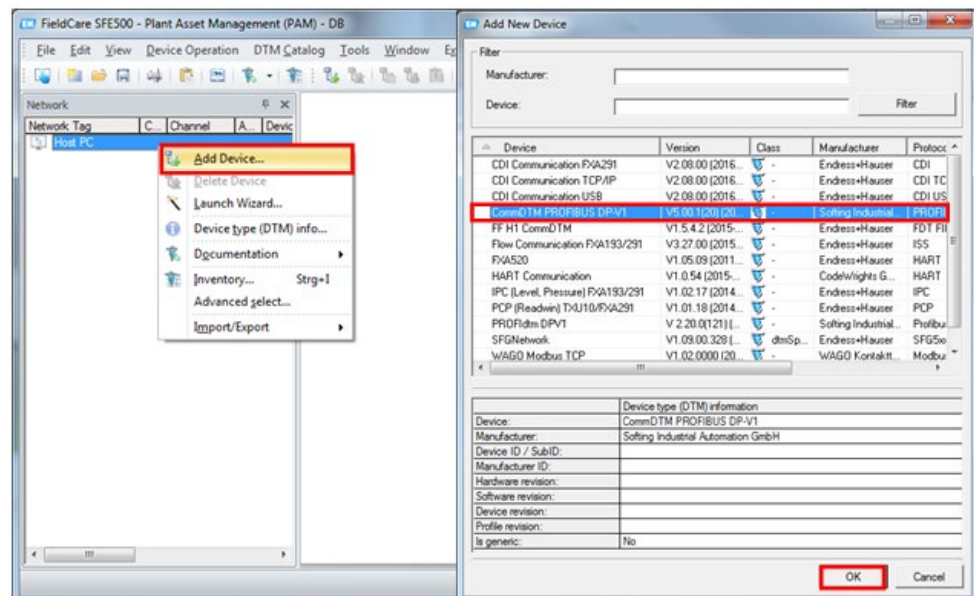 FieldCare SFE500 - Plant Asset Management (PAM) - DB
File Edit View Device Operation DTM Catalog Tools Window
Network
Network Tag C... Channel A... Devic
Host PC
Add Device...
Delete Device
Launch Wizard...
Device type (DTM) info...
Documentation
Inventory... Strg+I
Advanced select...
Import/Export
Add New Device
Filter
Manufacturer:
Device:
Filter
Device Version Class Manufacturer Protoc
CDI Communication FXA291 V2.08.00 (2016... - Endress+Hauser CDI
CDI Communication TCP/IP V2.08.00 (2016... - Endress+Hauser CDI TC
CDI Communication USB V2.08.00 (2016... - Endress+Hauser CDI US
CommDTM PROFIBUS DP-V1 V5.00.1(20) (20... - Softing Industrial... PROFI
FF H1 CommDTM V1.5.4.2 (2015-... - Endress+Hauser FDT FI
Flow Communication FXA193/291 V3.27.00 (2015... - Endress+Hauser ISS
FXA520 V1.05.09 (2011... - Endress+Hauser HART
HART Communication V1.0.54 (2015-... - CodeWrights G... HART
IPC (Level, Pressure) FXA193/291 V1.02.17 (2014... - Endress+Hauser IPC
PCP (Readwin) TXU10/FXA291 V1.01.18 (2014... - Endress+Hauser PCP
PROFIdtm DPV1 V 2.20.0(121) (... - Softing Industrial... Profibu
SFGNetwork V1.09.00.328 (... dtmSp... Endress+Hauser SFG5xx
WAGO Modbus TCP V1.02.0000 (20... - WAGO Kontaktt... Modbu
Device type (DTM) information
Device: CommDTM PROFIBUS DP-V1
Manufacturer: Softing Industrial Automation GmbH
Device ID / SubID:
Manufacturer ID:
Hardware revision:
Software revision:
Device revision:
Profile revision:
Is generic: No
OK Cancel